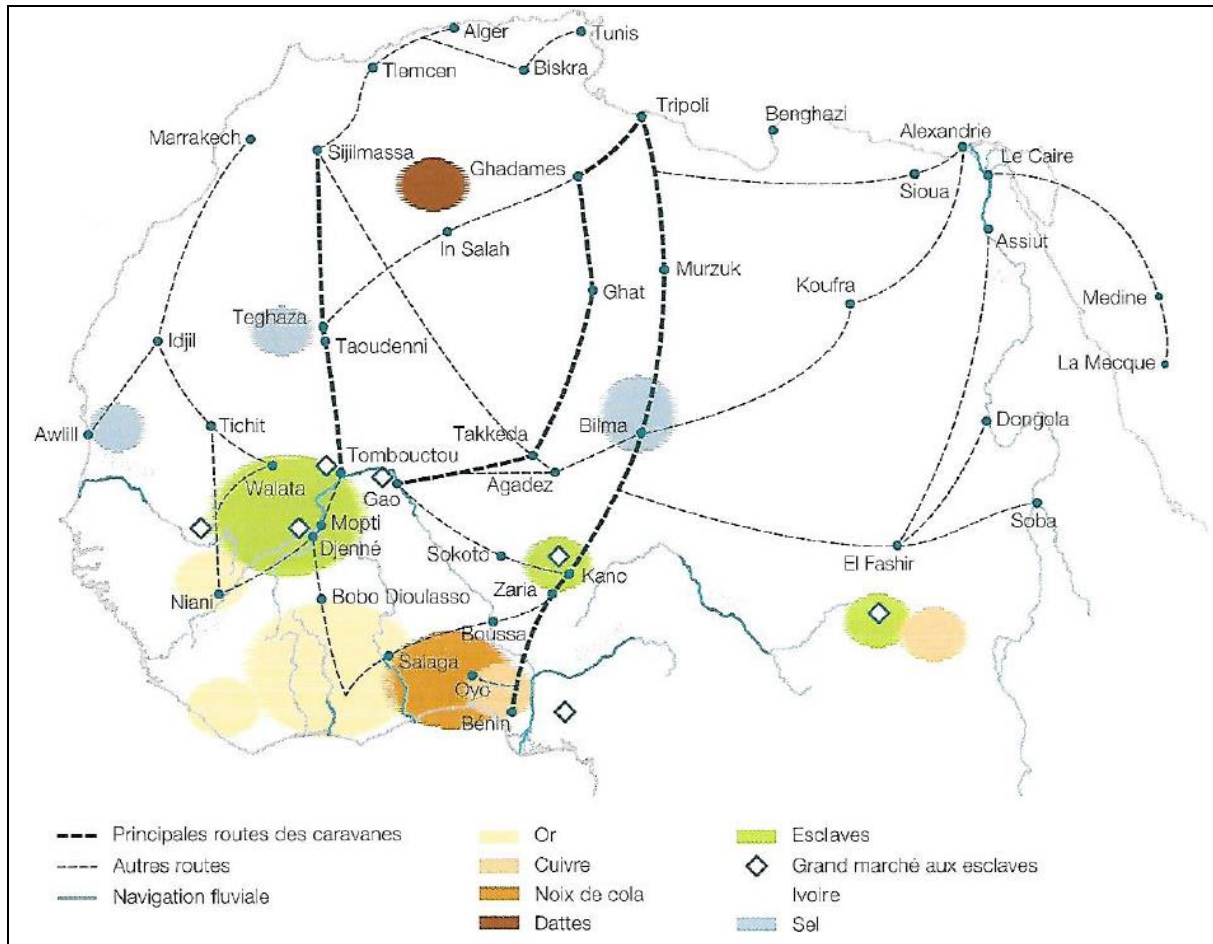 Alger
Tunis
Tlemcen
Biskra
Tripoli
Benghazi
Marrakech
Alexandrie
Sijilmassa
Le Caire
Ghadames
Sioua
In Salah
Assiut
Murzuk
Koufra
Ghat
Medine
Teghaza
Idjil
Taoudenni
La Mecque
Tichit
Awlill
Bilma
Dongola
Takkeda
Tombouctou
Walata
Agadez
Gao
Soba
Mopti
Djenné
Sokoto
El Fashir
Kano
Zaria
Niani
Bobo Dioulasso
Boussa
Salaga
Oyo
Bénin
Principales routes des caravanes
Autres routes
Navigation fluviale
Or
Cuivre
Noix de cola
Dattes
Esclaves
Grand marché aux esclaves
Ivoire
Sel